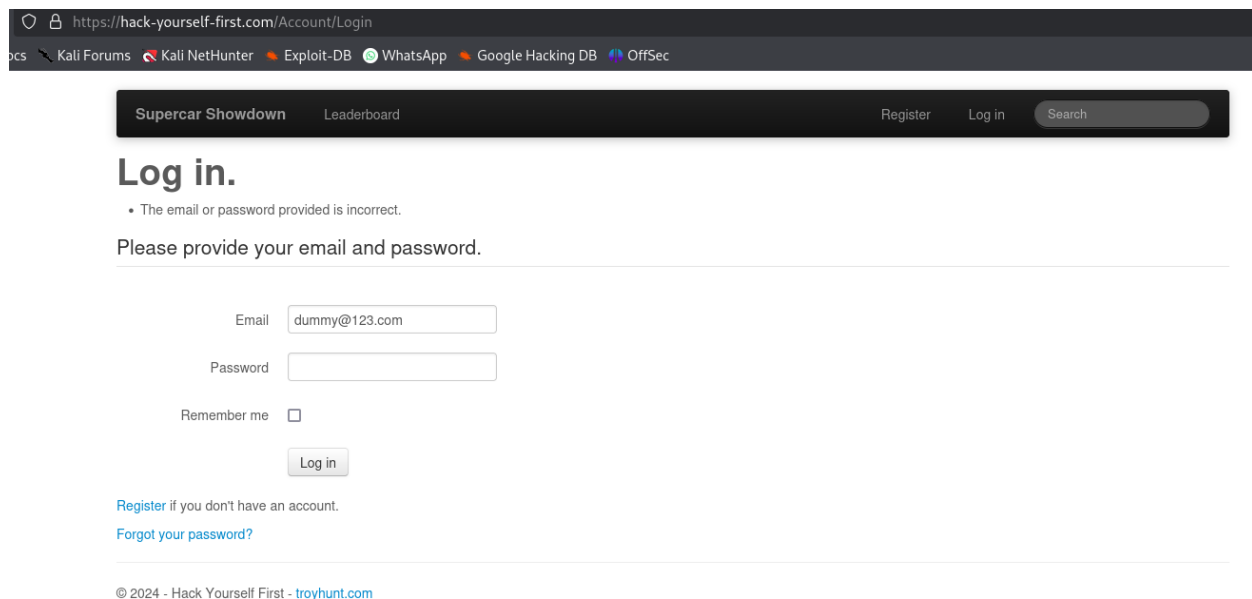 https://hack-yourself-first.com/Account/Login
ocs Kali Forums Kali NetHunter Exploit-DB WhatsApp Google Hacking DB OffSec
Supercar Showdown Leaderboard Register Log in Search
Log in.
• The email or password provided is incorrect.
Please provide your email and password.
Email dummy@123.com
Password
Remember me
Log in
Register if you don't have an account.
Forgot your password?
© 2024 - Hack Yourself First - troyhunt.com